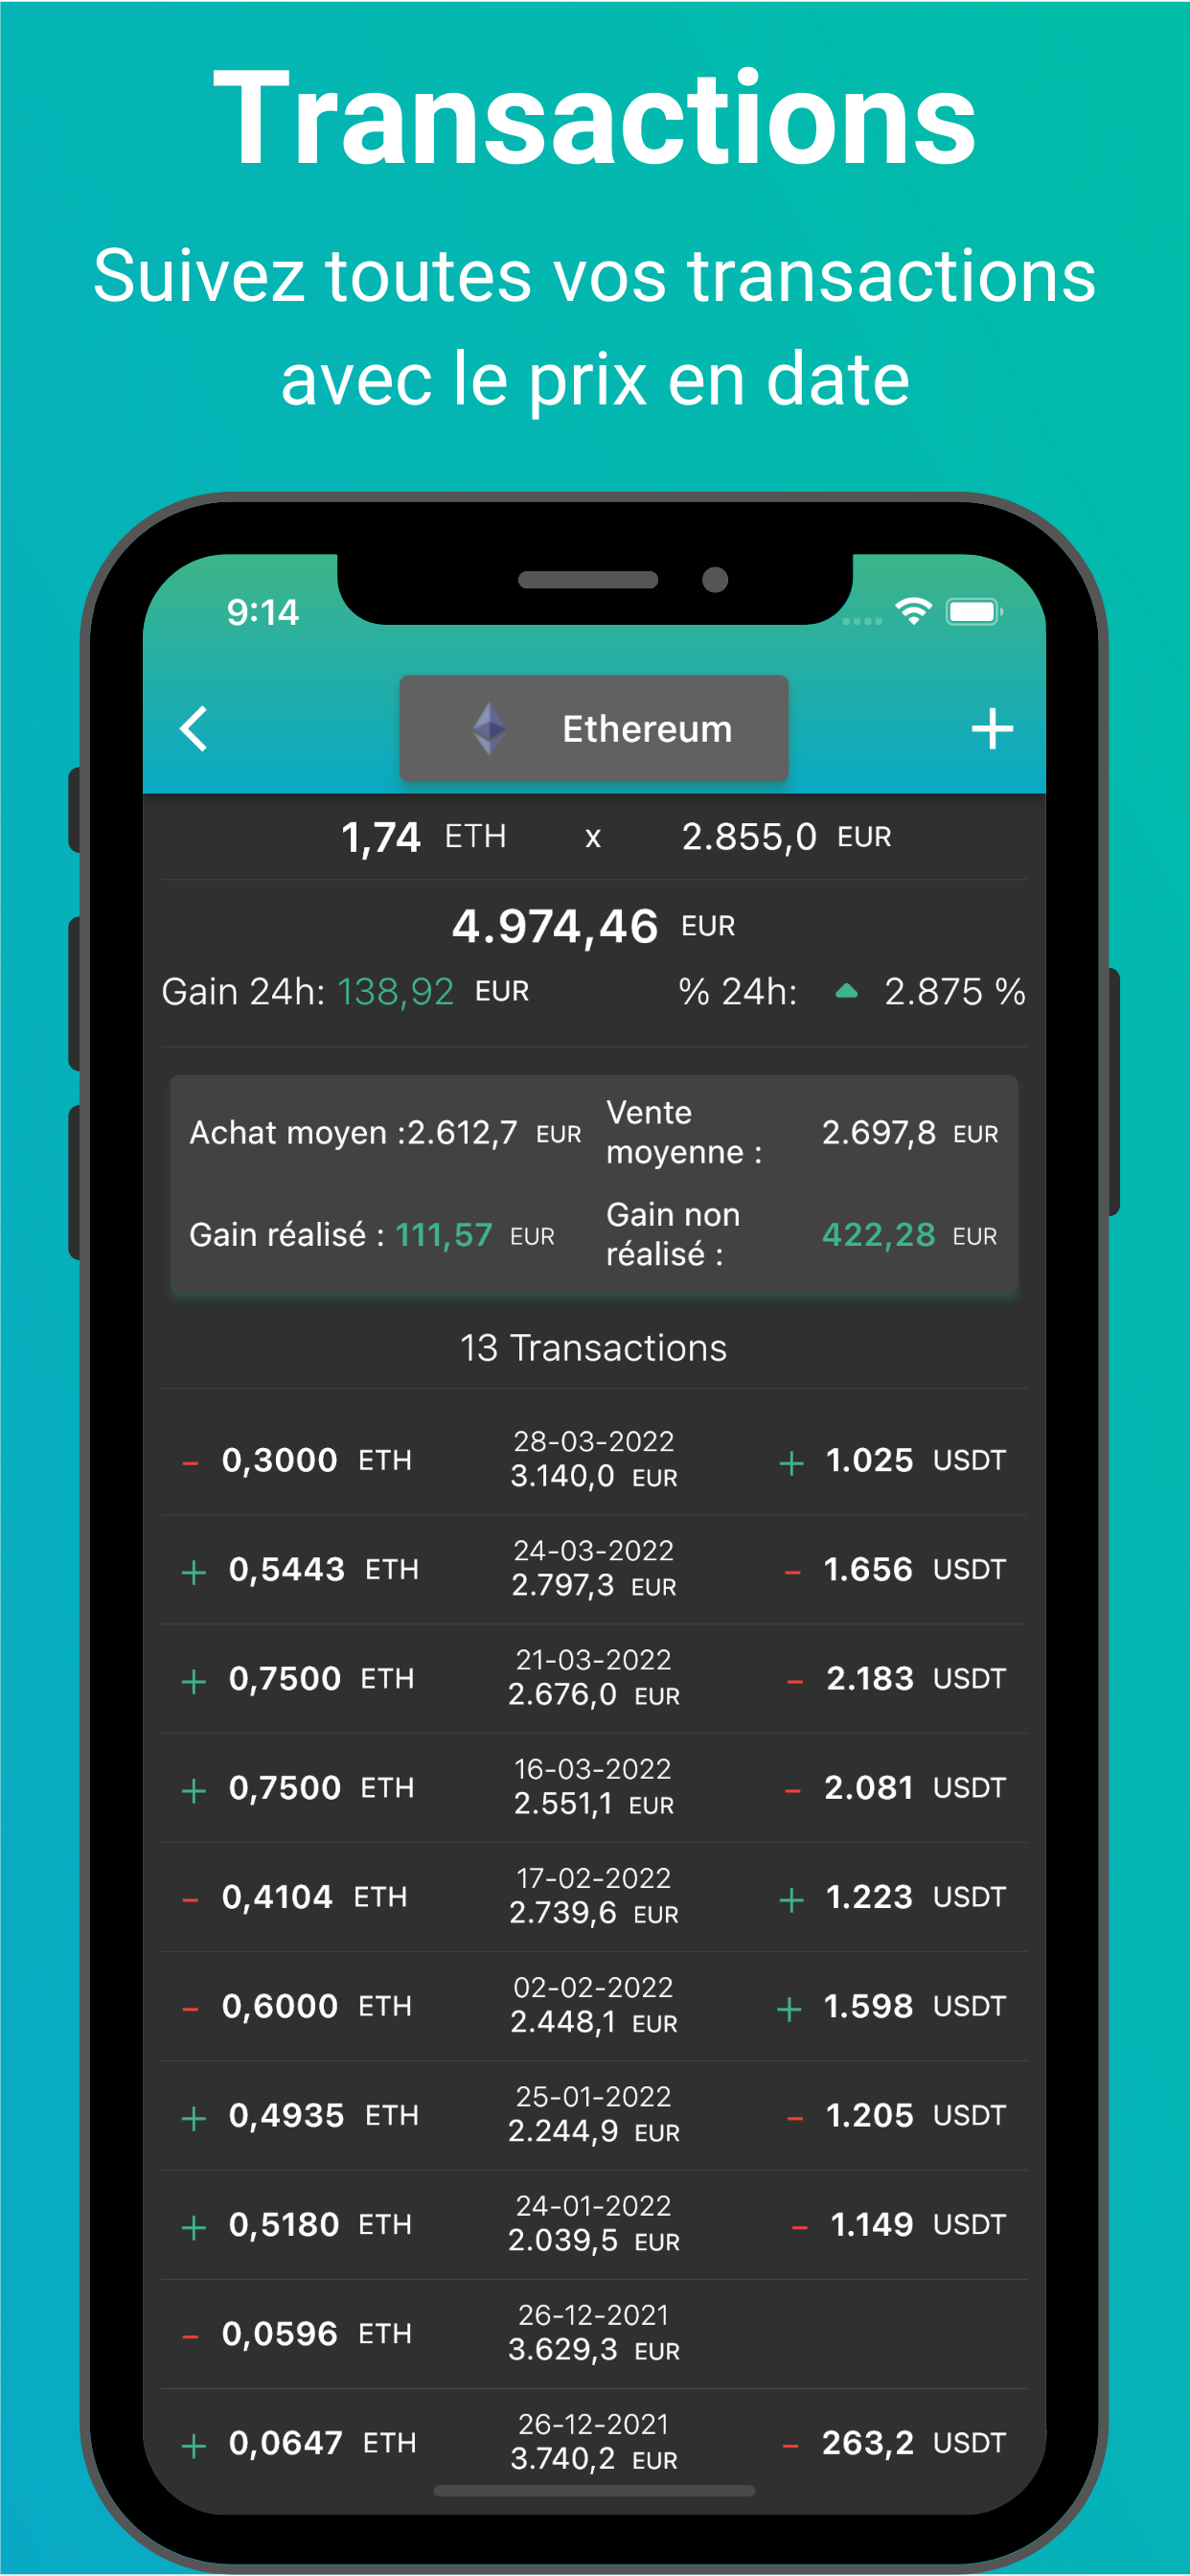 Transactions
Suivez toutes vos transactions
avec le prix en date
9:14
Ethereum
1,74 ETH x 2.855,0 EUR
4.974,46 EUR
Gain 24h: 138,92 EUR % 24h: 2.875 %
Achat moyen :2.612,7 EUR Vente moyenne : 2.697,8 EUR
Gain réalisé : 111,57 EUR Gain non réalisé : 422,28 EUR
13 Transactions
28-03-2022
- 0,3000 ETH 3.140,0 EUR + 1.025 USDT
24-03-2022
+ 0,5443 ETH 2.797,3 EUR - 1.656 USDT
21-03-2022
+ 0,7500 ETH 2.676,0 EUR - 2.183 USDT
16-03-2022
+ 0,7500 ETH 2.551,1 EUR - 2.081 USDT
17-02-2022
- 0,4104 ETH 2.739,6 EUR + 1.223 USDT
02-02-2022
- 0,6000 ETH 2.448,1 EUR + 1.598 USDT
25-01-2022
+ 0,4935 ETH 2.244,9 EUR - 1.205 USDT
24-01-2022
+ 0,5180 ETH 2.039,5 EUR - 1.149 USDT
26-12-2021
- 0,0596 ETH 3.629,3 EUR
26-12-2021
+ 0,0647 ETH 3.740,2 EUR - 263,2 USDT